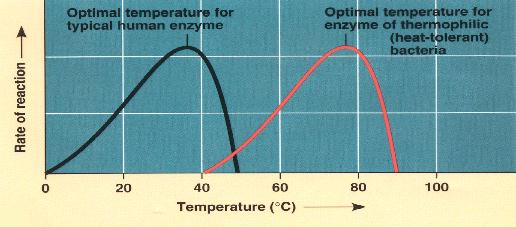 Optimal temperature for
typical human enzyme
Optimal temperature for
enzyme of thermophilic
(heat-tolerant)
bacteria
Rate of reaction
0 20 40 60 80 100
Temperature (°C)